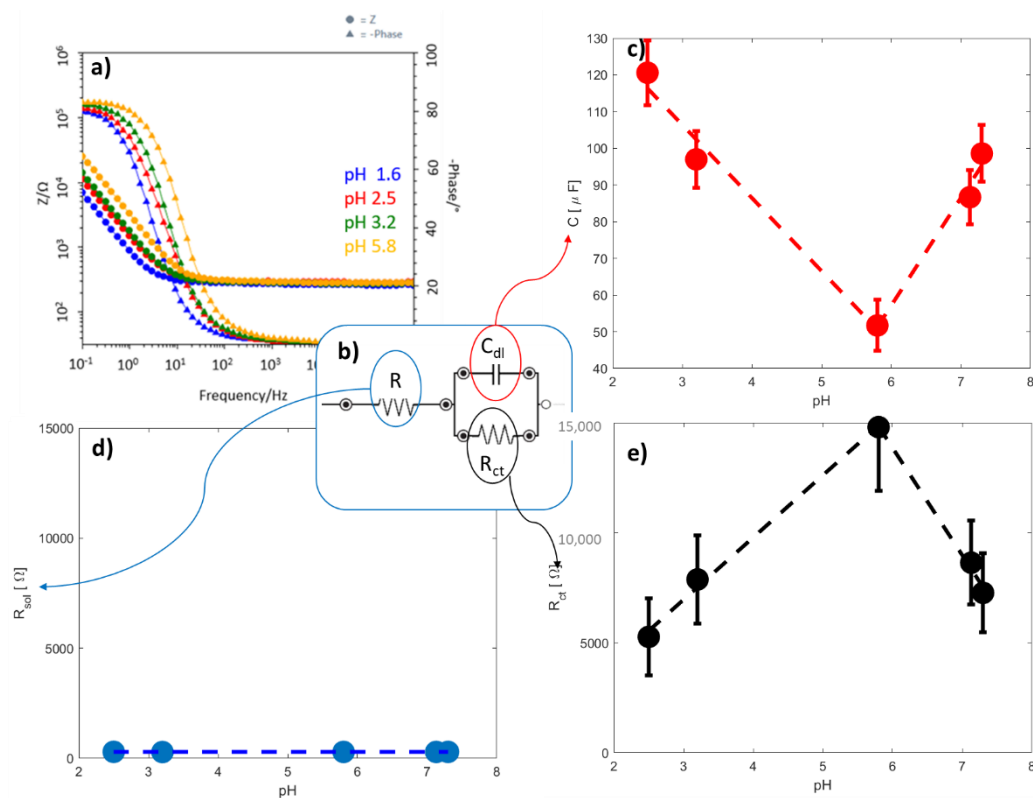 ● = Z
▲ = -Phase
a)
Z/Ω
10^6
10^5
10^4
10^3
10^2
100
80
60
40
20
-Phase/°
pH 1.6
pH 2.5
pH 3.2
pH 5.8
10^-1
10^0
10^1
10^2
10^3
10^4
Frequency/Hz
b)
R
C_dl
R_ct
c)
C [ μ F]
130
120
110
100
90
80
70
60
50
40
2 3 4 5 6 7 8
pH
d)
R_sol [ Ω]
15000
10000
5000
0
2 3 4 5 6 7 8
pH
e)
R_ct [ Ω]
15,000
10,000
5000
0
2 3 4 5 6 7 8
pH